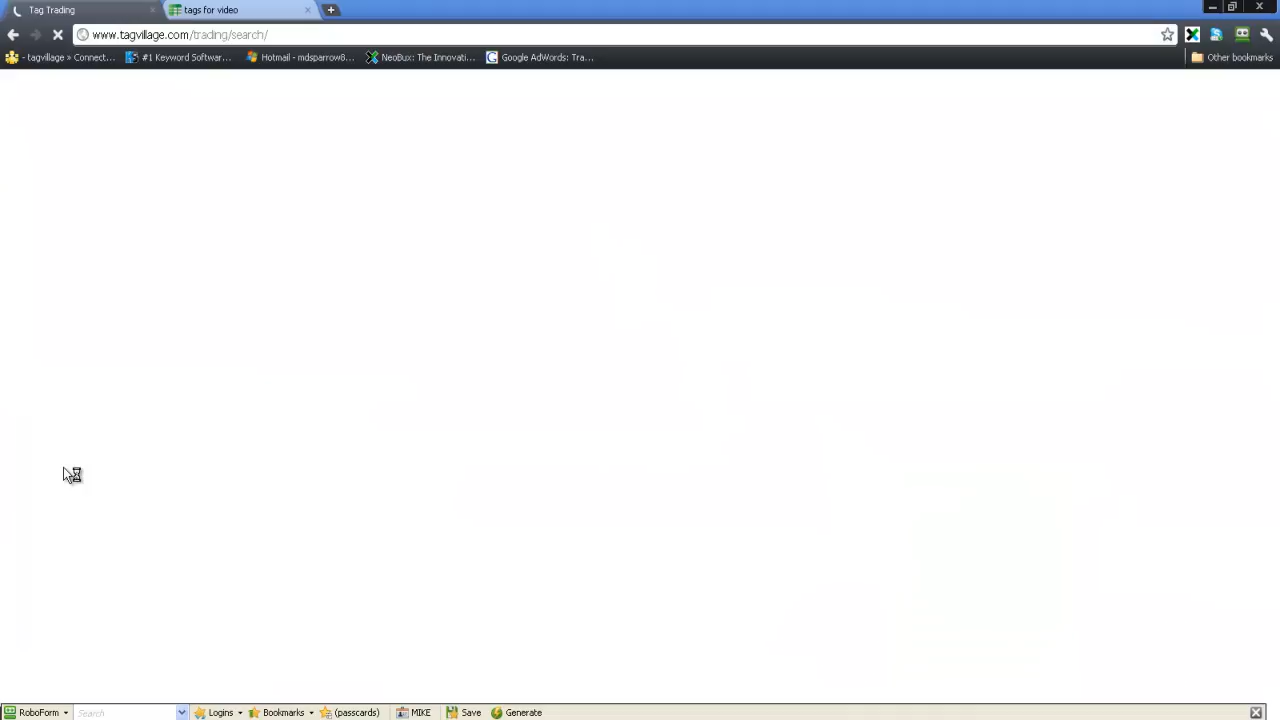 Tag Trading
tags for video
www.tagvillage.com/trading/search/
- tagvillage » Connect...
#1 Keyword Softwar...
Hotmail - mdsparrow8...
NeoBux: The Innovati...
Google AdWords: Tra...
Other bookmarks
RoboForm
Search
Logins
Bookmarks
(passcards)
MIKE
Save
Generate